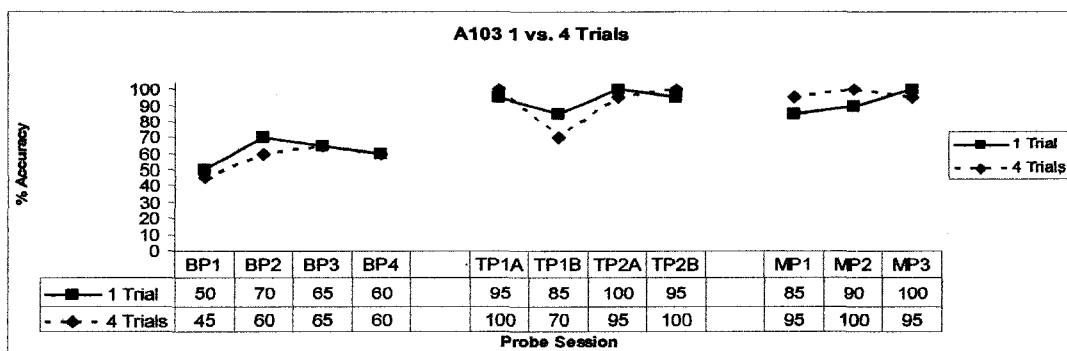 A103 1 vs. 4 Trials
% Accuracy
100
90
80
70
60
50
40
30
20
10
0
1 Trial
4 Trials
BP1 BP2 BP3 BP4 TP1A TP1B TP2A TP2B MP1 MP2 MP3
1 Trial 50 70 65 60 95 85 100 95 85 90 100
4 Trials 45 60 65 60 100 70 95 100 95 100 95
Probe Session